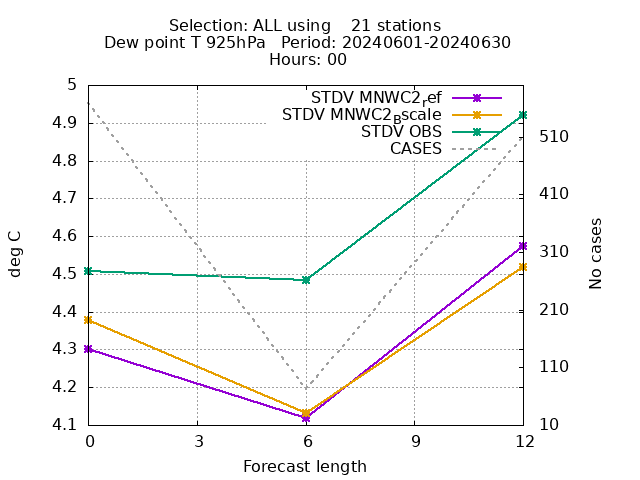 Selection: ALL using 21 stations
Dew point T 925hPa Period: 20240601-20240630
Hours: 00
STDV MNWC2ref
STDV MNWC2Bscale
STDV OBS
CASES
5
4.9
4.8
4.7
4.6
4.5
4.4
4.3
4.2
4.1
deg C
510
410
310
210
110
10
No cases
0 3 6 9 12
Forecast length